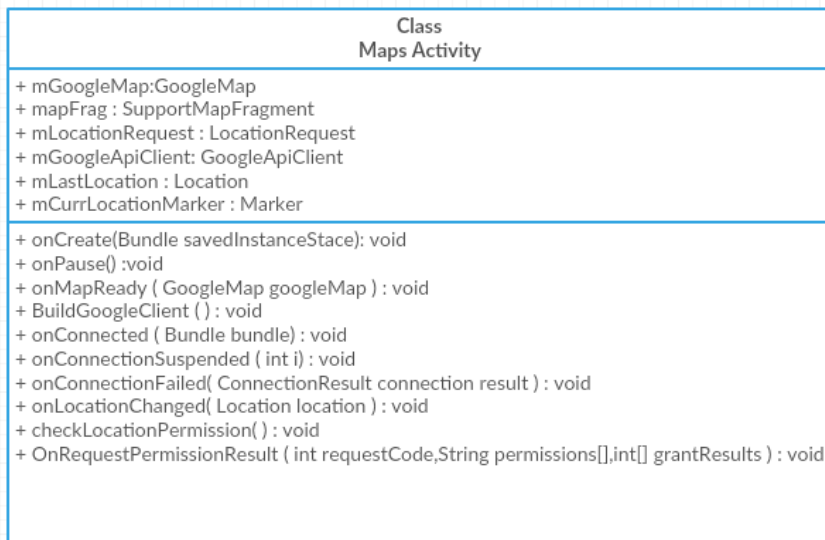 Class
Maps Activity
+ mGoogleMap:GoogleMap
+ mapFrag : SupportMapFragment
+ mLocationRequest : LocationRequest
+ mGoogleApiClient: GoogleApiClient
+ mLastLocation : Location
+ mCurrLocationMarker : Marker
+ onCreate(Bundle savedInstanceStace): void
+ onPause() :void
+ onMapReady ( GoogleMap googleMap ) : void
+ BuildGoogleClient ( ) : void
+ onConnected ( Bundle bundle) : void
+ onConnectionSuspended ( int i) : void
+ onConnectionFailed( ConnectionResult connection result ) : void
+ onLocationChanged( Location location ) : void
+ checkLocationPermission( ) : void
+ OnRequestPermissionResult ( int requestCode,String permissions[],int[] grantResults ) : void